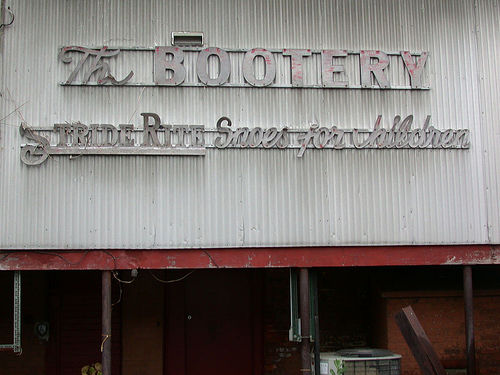 The BOOTERY
STRIDE RITE Shoes for Children